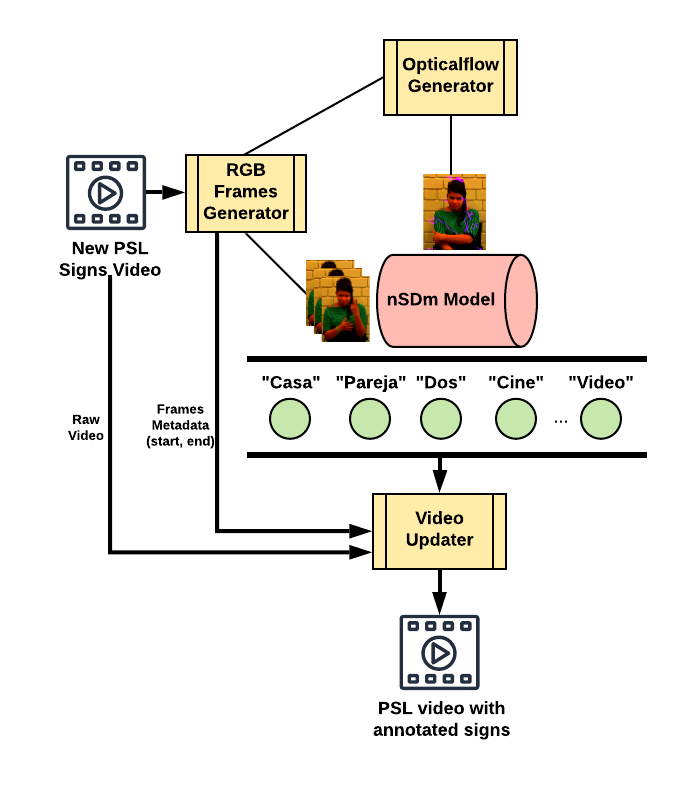 Opticalflow
Generator
RGB
Frames
Generator
New PSL
Signs Video
nSDm Model
"Casa" "Pareja" "Dos" "Cine" "Video"
...
Raw
Video
Frames
Metadata
(start, end)
Video
Updater
PSL video with
annotated signs